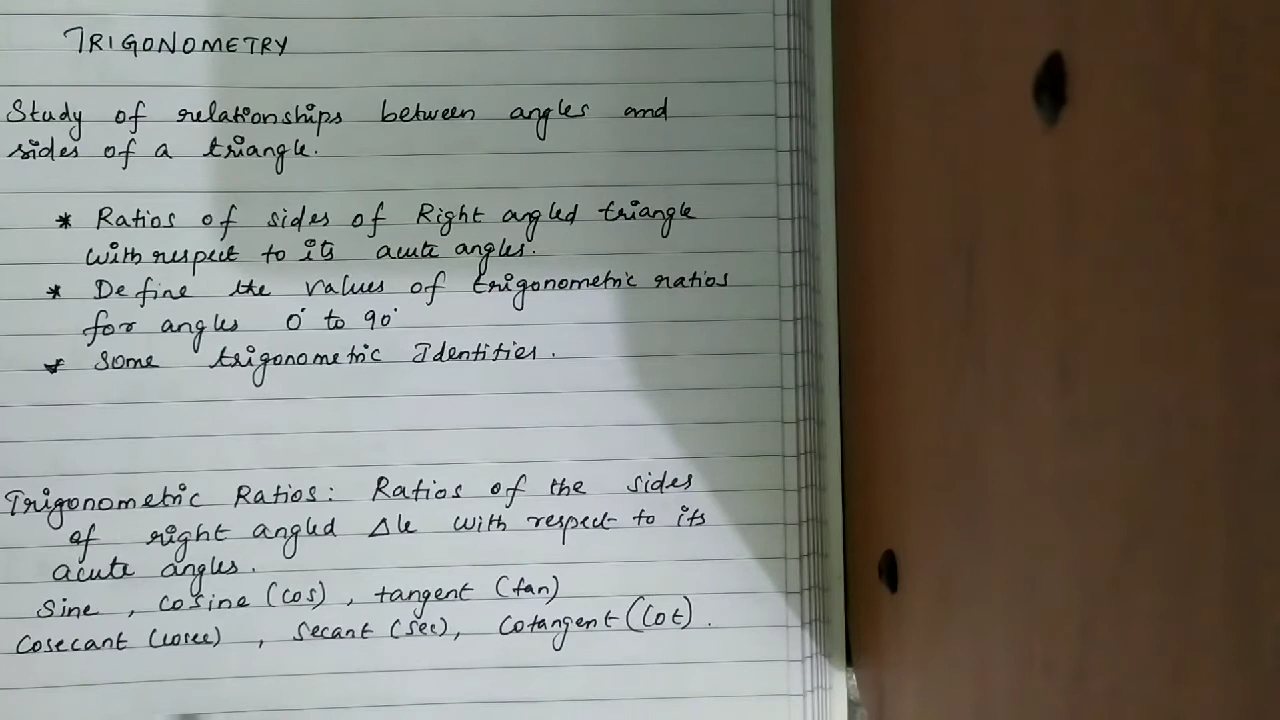 TRIGONOMETRY
Study of relationships between angles and
sides of a triangle.
* Ratios of sides of Right angled triangle
with respect to its acute angles.
* Define the values of trigonometric ratios
for angles 0° to 90°
* Some trigonometric Identities.
Trigonometric Ratios: Ratios of the sides
of right angled Δle with respect to its
acute angles.
Sine, cosine (cos), tangent (tan)
Cosecant (cosec), Secant (sec), Cotangent (Cot).